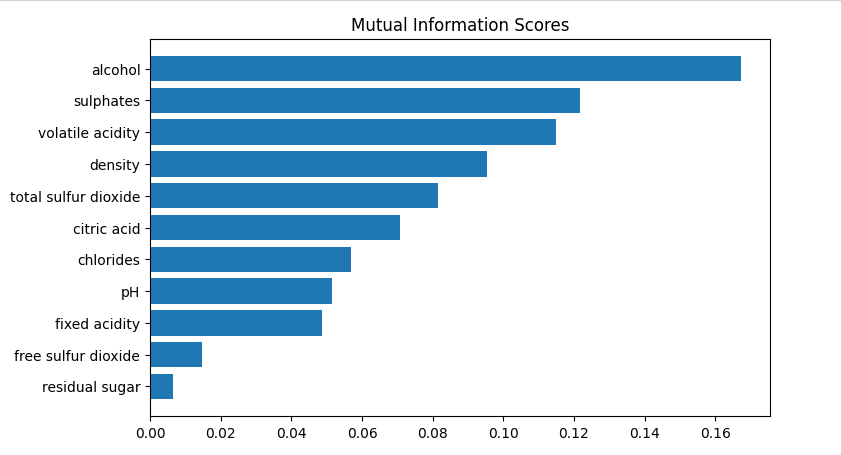 Mutual Information Scores
alcohol
sulphates
volatile acidity
density
total sulfur dioxide
citric acid
chlorides
pH
fixed acidity
free sulfur dioxide
residual sugar
0.00 0.02 0.04 0.06 0.08 0.10 0.12 0.14 0.16